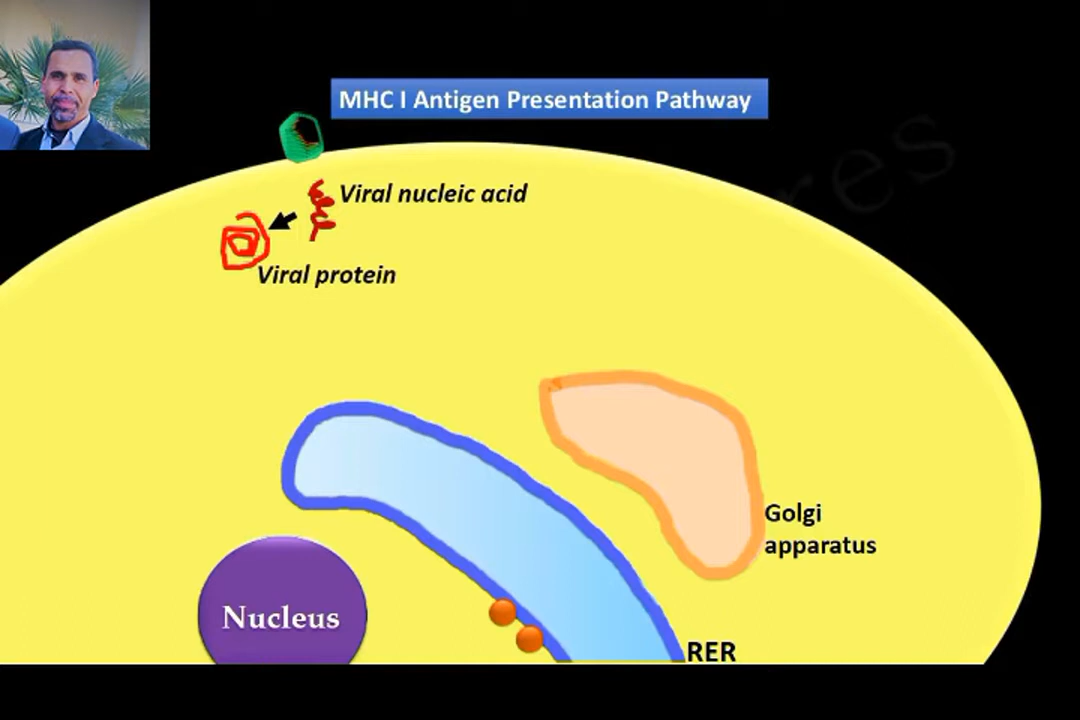 MHC I Antigen Presentation Pathway
Viral nucleic acid
Viral protein
Golgi
apparatus
Nucleus
RER